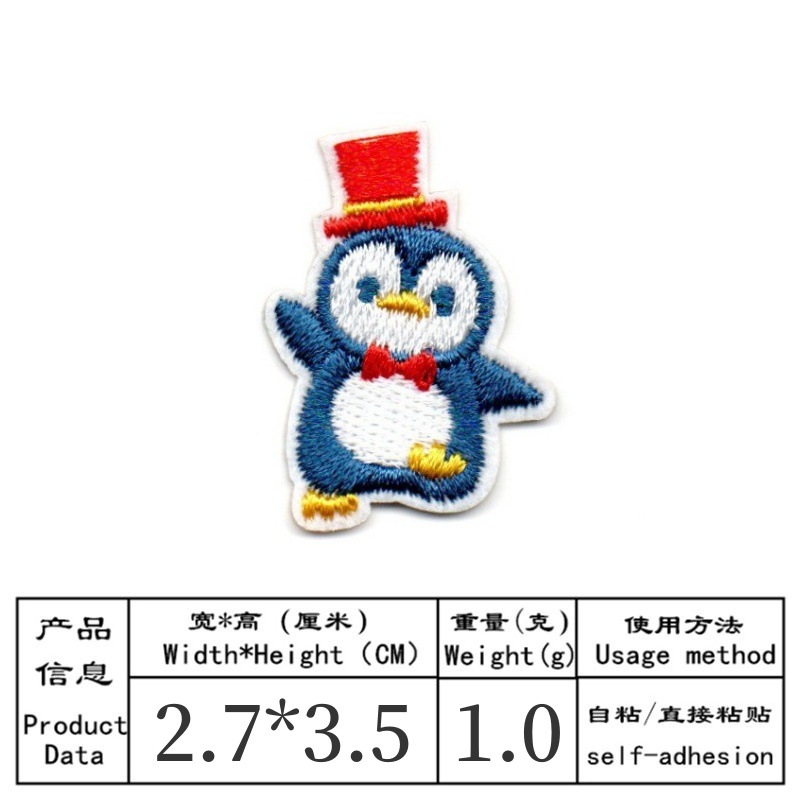 产品
信息
Product
Data
宽*高 (厘米)
Width*Height (CM)
重量(克)
Weight(g)
使用方法
Usage method
2.7*3.5
1.0
自粘/直接粘贴
self-adhesion